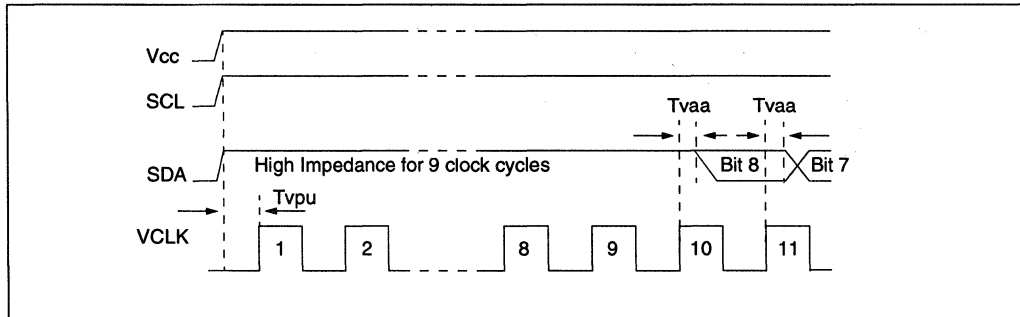 Vcc
SCL
Tvaa Tvaa
SDA
High Impedance for 9 clock cycles
Bit 8 Bit 7
Tvpu
VCLK
1 2 8 9 10 11